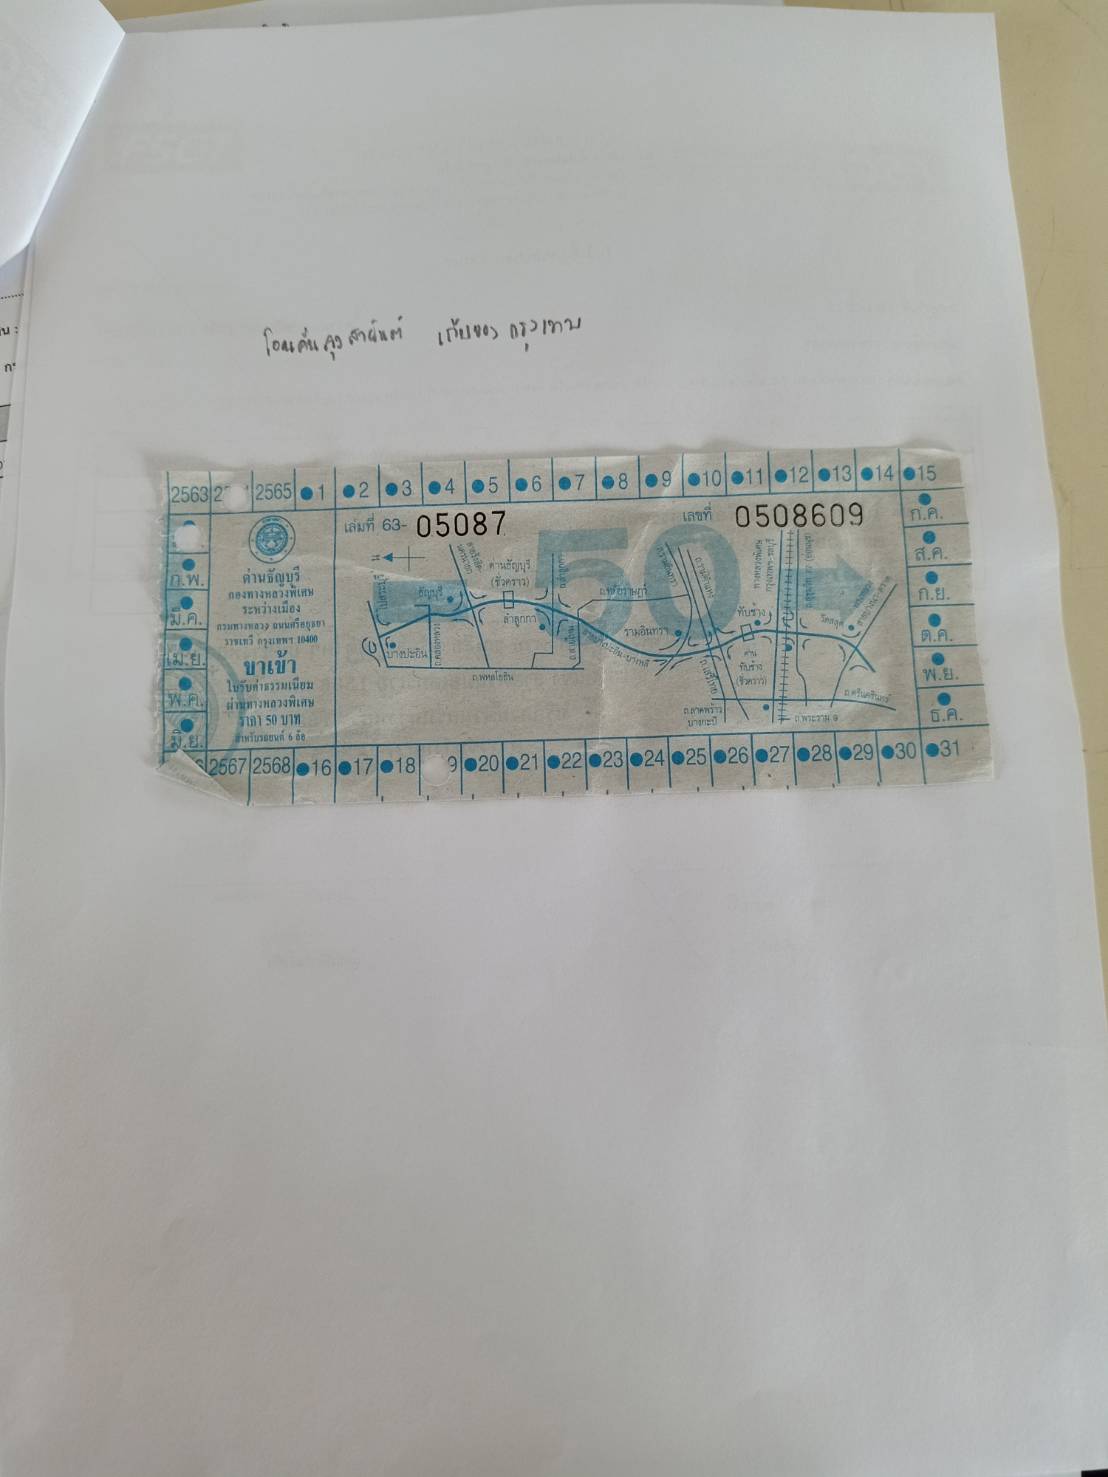 โอนคืนลุงสายันต์ เก็บของ กรุงเทพ
2563 2565 1 2 3 4 5 6 7 8 9 10 11 12 13 14 15
เล่มที่ 63- 05087
เลขที่ 0508609
50
ด่านธัญบุรี
กองทางหลวงพิเศษ
ระหว่างเมือง
กรมทางหลวง ถนนศรีอยุธยา
ราชเทวี กรุงเทพฯ 10400
ขาเข้า
ใบรับค่าธรรมเนียม
ผ่านทางหลวงพิเศษ
ราคา 50 บาท
สำหรับรถยนต์ 6 ล้อ
ก.พ.
มี.ค.
เม.ย.
พ.ค.
มิ.ย.
ไปสระบุรี
ธัญบุรี
ด่านธัญบุรี
(ชั่วคราว)
ลำลูกกา
บางปะอิน
ถ.พหลโยธิน
รามอินทรา
ทับช้าง
ด่าน
ทับช้าง
(ชั่วคราว)
ถ.ลาดพร้าว
บางกะปิ
ถ.พระราม 9
ถ.ศรีนครินทร์
ก.ค.
ส.ค.
ก.ย.
ต.ค.
พ.ย.
ธ.ค.
2567 2568 16 17 18 9 20 21 22 23 24 25 26 27 28 29 30 31